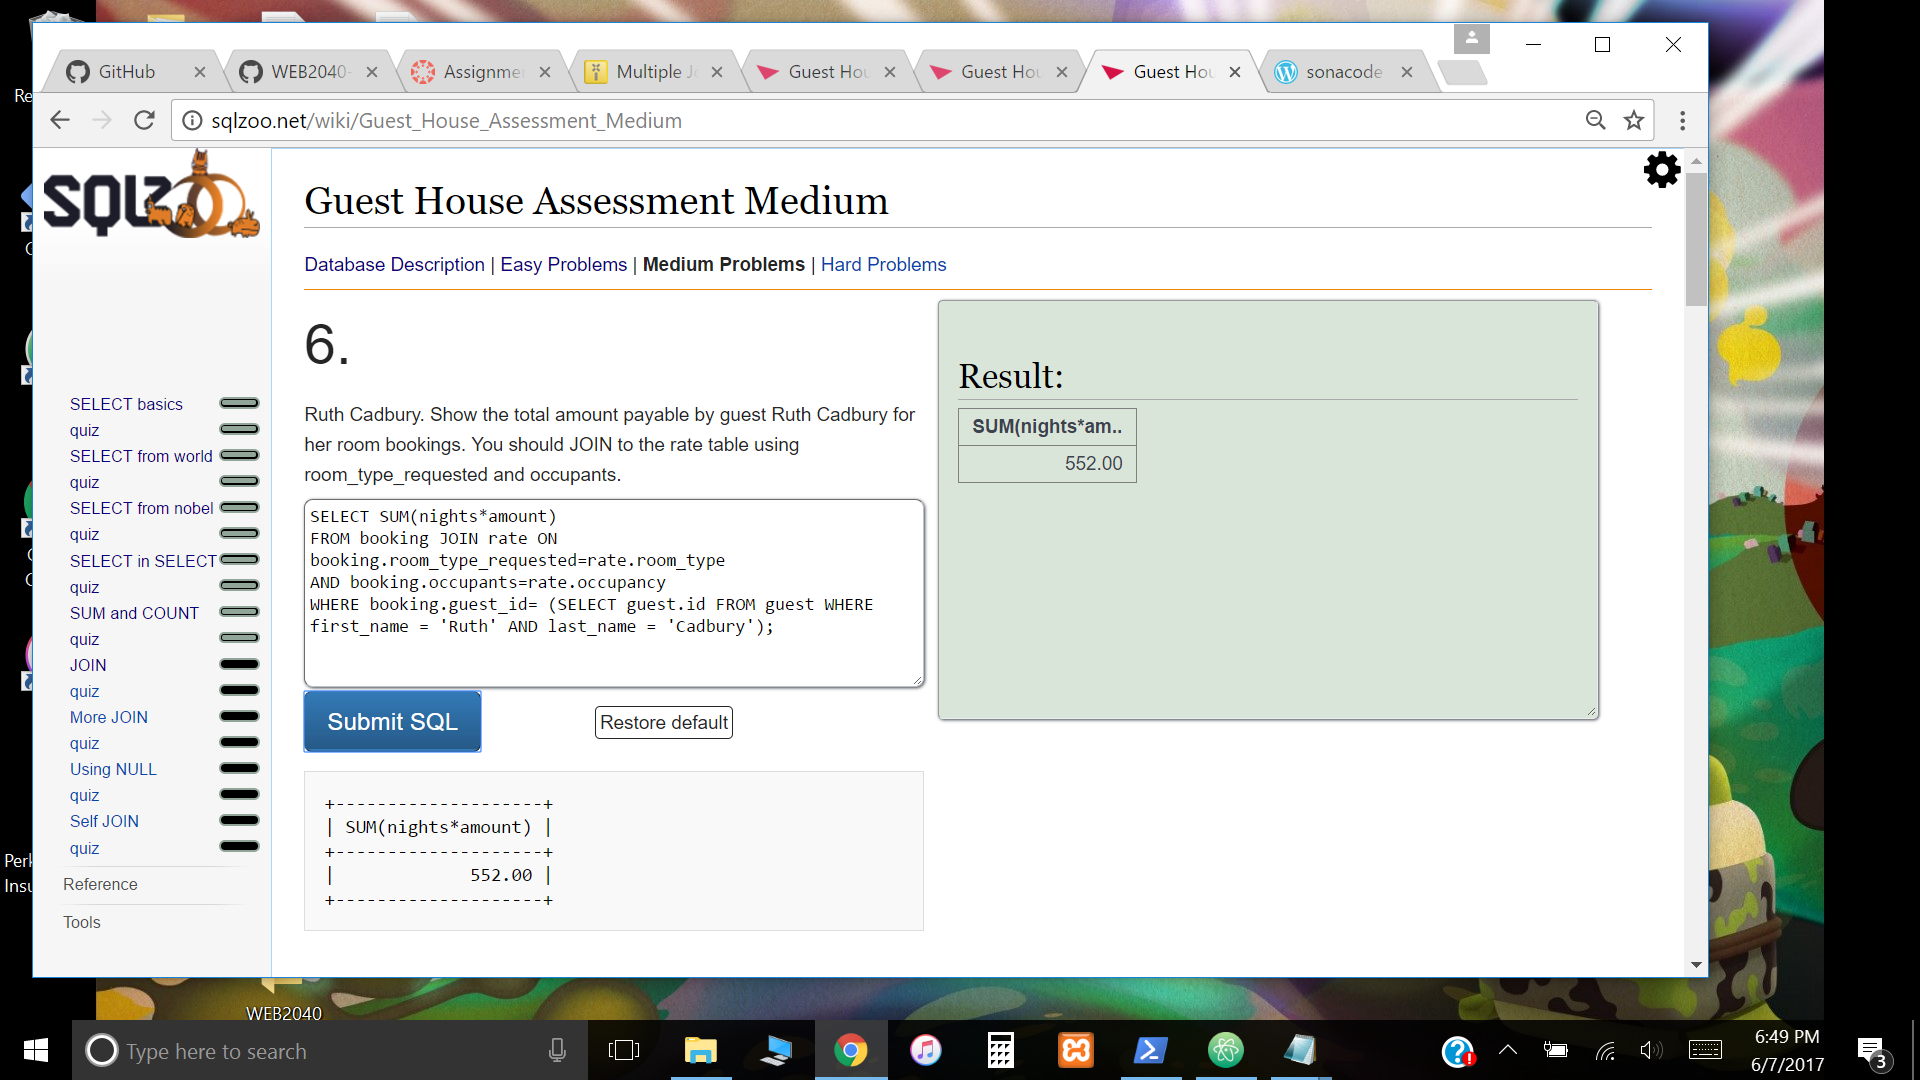 GitHub
WEB2040-
Assignme
Multiple J
Guest Hou
Guest Hou
Guest Hou
sonacode
sqlzoo.net/wiki/Guest_House_Assessment_Medium
SQLZOO
Guest House Assessment Medium
Database Description | Easy Problems | Medium Problems | Hard Problems
6.
Ruth Cadbury. Show the total amount payable by guest Ruth Cadbury for
her room bookings. You should JOIN to the rate table using
room_type_requested and occupants.
SELECT SUM(nights*amount)
FROM booking JOIN rate ON
booking.room_type_requested=rate.room_type
AND booking.occupants=rate.occupancy
WHERE booking.guest_id= (SELECT guest.id FROM guest WHERE
first_name = 'Ruth' AND last_name = 'Cadbury');
Submit SQL
Restore default
+--------------------+
| SUM(nights*amount) |
+--------------------+
| 552.00 |
+--------------------+
Result:
SUM(nights*am..
552.00
SELECT basics
quiz
SELECT from world
quiz
SELECT from nobel
quiz
SELECT in SELECT
quiz
SUM and COUNT
quiz
JOIN
quiz
More JOIN
quiz
Using NULL
quiz
Self JOIN
quiz
Reference
Tools
Re
Perk
Insu
WEB2040
Type here to search
6:49 PM
6/7/2017
3